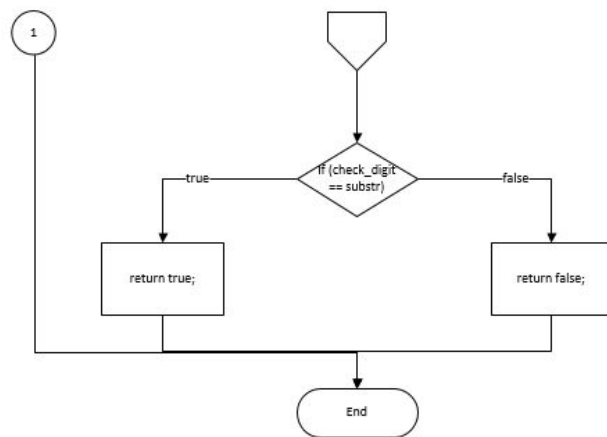 1
If (check_digit
== substr)
true
false
return true;
return false;
End